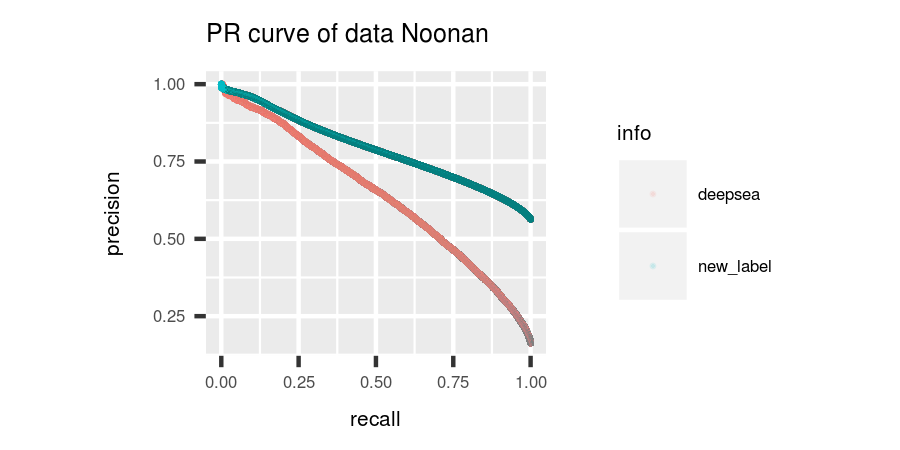 PR curve of data Noonan
1.00
0.75
0.50
0.25
precision
0.00 0.25 0.50 0.75 1.00
recall
info
deepsea
new_label